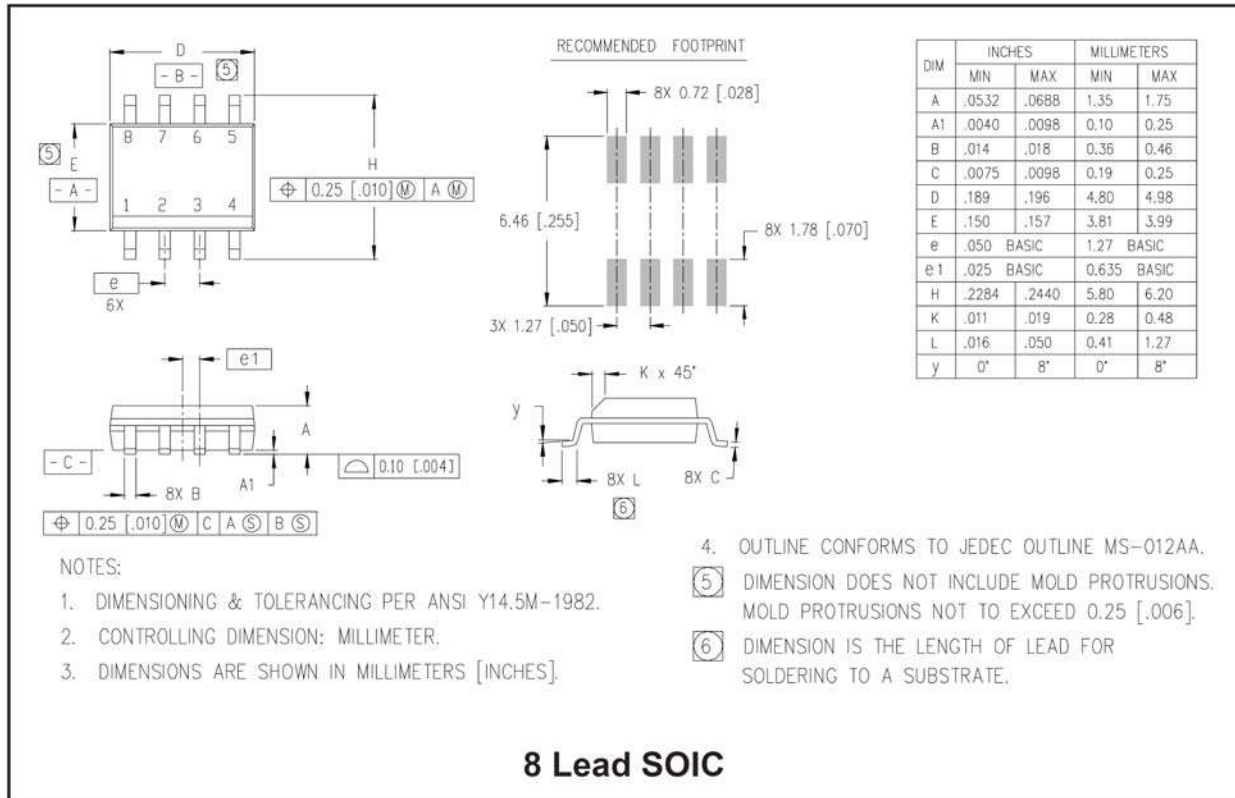 D
- B -
5
8 7 6 5
5
E
- A -
H
⌖ 0.25 [.010] Ⓜ A Ⓜ
1 2 3 4
e
6X
RECOMMENDED FOOTPRINT
8X 0.72 [.028]
6.46 [.255]
8X 1.78 [.070]
3X 1.27 [.050]
DIM INCHES MILLIMETERS
MIN MAX MIN MAX
A .0532 .0688 1.35 1.75
A1 .0040 .0098 0.10 0.25
B .014 .018 0.36 0.46
C .0075 .0098 0.19 0.25
D .189 .196 4.80 4.98
E .150 .157 3.81 3.99
e .050 BASIC 1.27 BASIC
e1 .025 BASIC 0.635 BASIC
H .2284 .2440 5.80 6.20
K .011 .019 0.28 0.48
L .016 .050 0.41 1.27
y 0° 8° 0° 8°
e1
A
- C -
8X B
A1
⌓ 0.10 [.004]
⌖ 0.25 [.010] Ⓜ C A Ⓢ B Ⓢ
K x 45°
y
8X L
8X C
6
NOTES:
1. DIMENSIONING & TOLERANCING PER ANSI Y14.5M-1982.
2. CONTROLLING DIMENSION: MILLIMETER.
3. DIMENSIONS ARE SHOWN IN MILLIMETERS [INCHES].
4. OUTLINE CONFORMS TO JEDEC OUTLINE MS-012AA.
5 DIMENSION DOES NOT INCLUDE MOLD PROTRUSIONS.
MOLD PROTRUSIONS NOT TO EXCEED 0.25 [.006].
6 DIMENSION IS THE LENGTH OF LEAD FOR
SOLDERING TO A SUBSTRATE.
8 Lead SOIC